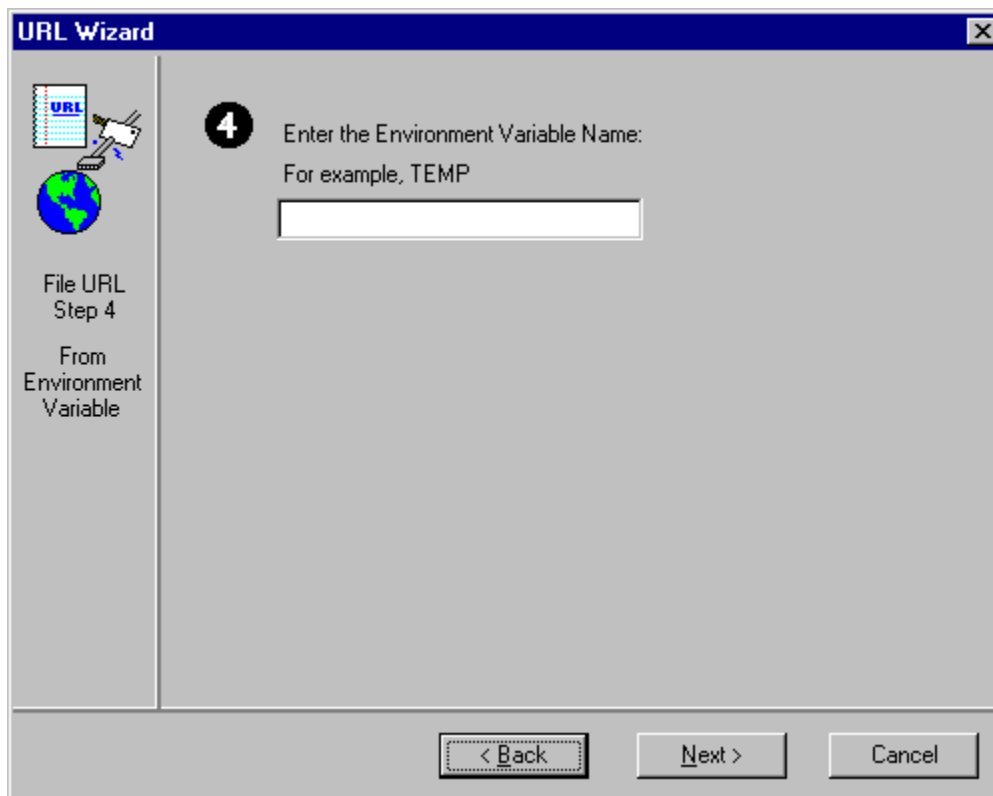 URL Wizard
URL
4
Enter the Environment Variable Name:
For example, TEMP
File URL
Step 4
From
Environment
Variable
< Back
Next >
Cancel